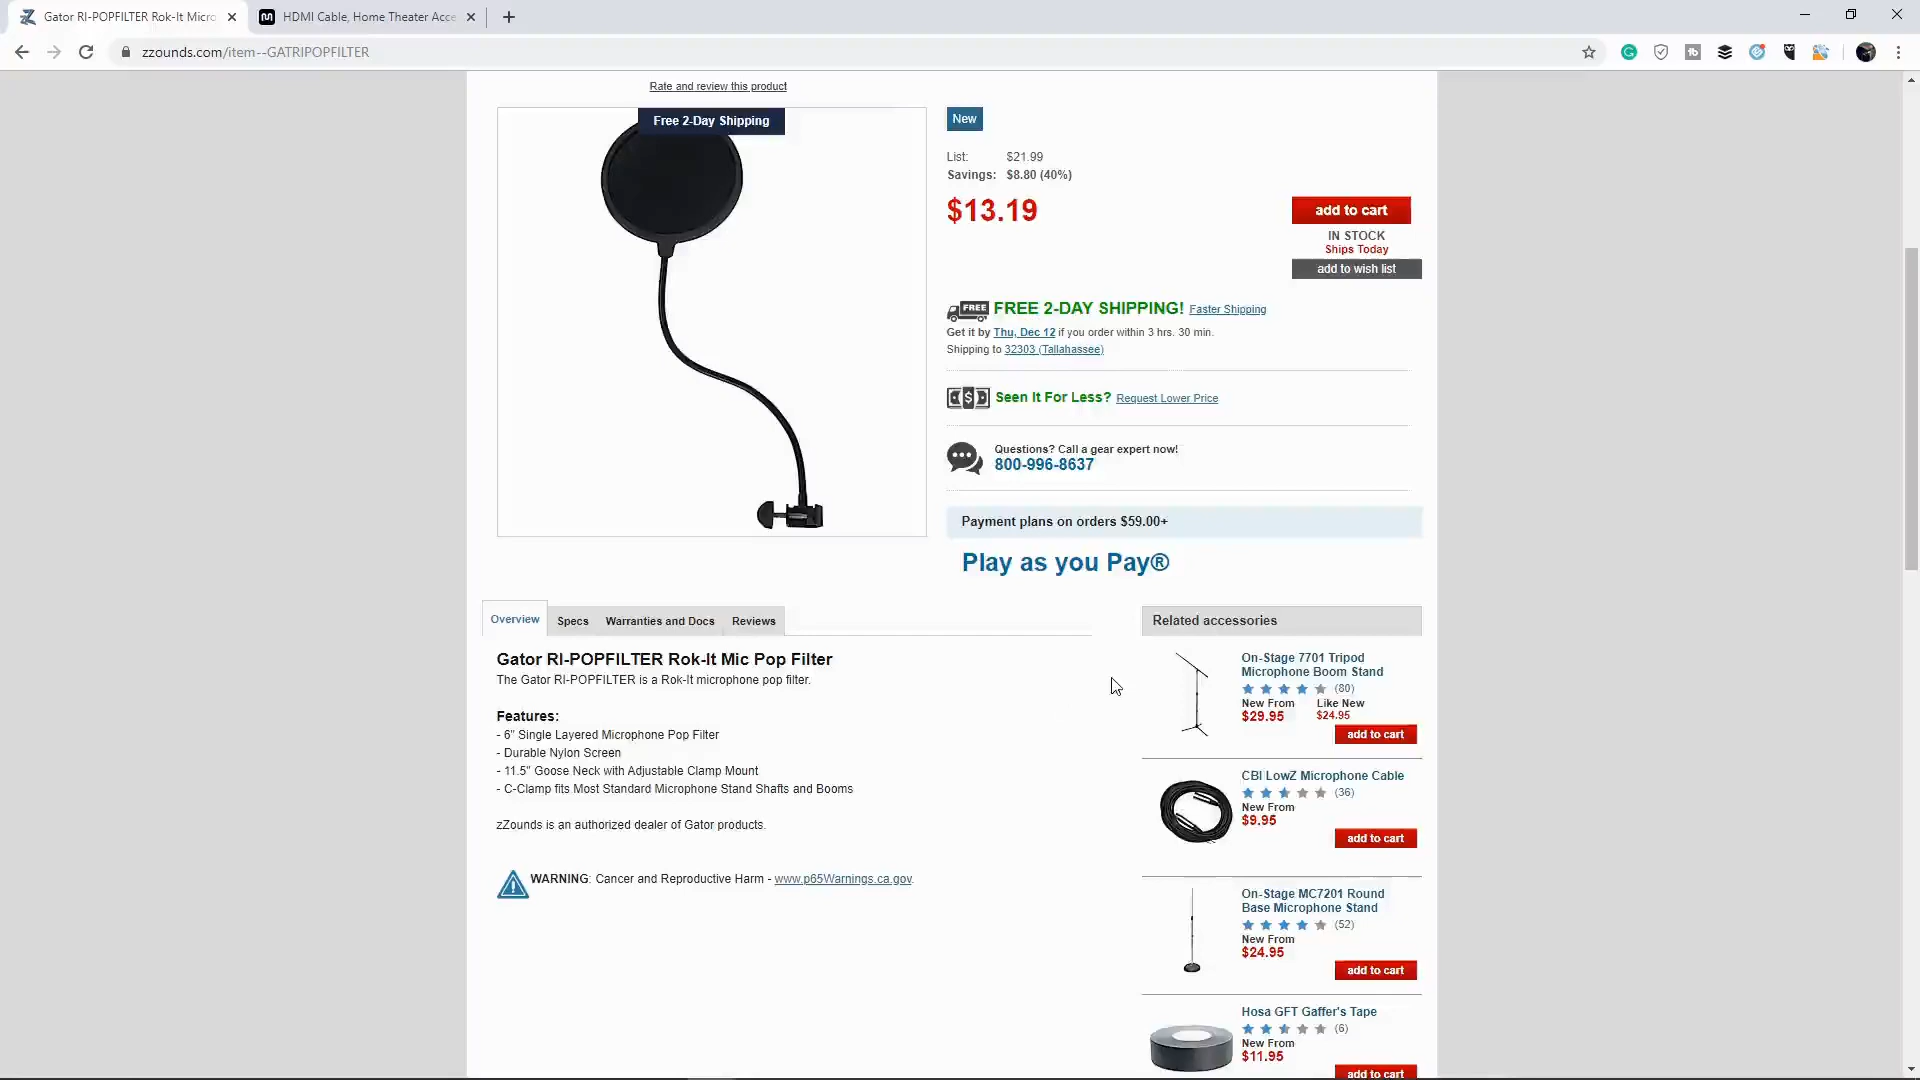 Gator RI-POPFILTER Rok-It Micro
HDMI Cable, Home Theater Acce
zzounds.com/item--GATRIPOPFILTER
Rate and review this product
Free 2-Day Shipping
New
List: $21.99
Savings: $8.80 (40%)
$13.19
add to cart
IN STOCK
Ships Today
add to wish list
FREE FREE 2-DAY SHIPPING! Faster Shipping
Get it by Thu, Dec 12 if you order within 3 hrs. 30 min.
Shipping to 32303 (Tallahassee)
Seen It For Less? Request Lower Price
Questions? Call a gear expert now!
800-996-8637
Payment plans on orders $59.00+
Play as you Pay®
Overview Specs Warranties and Docs Reviews
Gator RI-POPFILTER Rok-It Mic Pop Filter
The Gator RI-POPFILTER is a Rok-It microphone pop filter.
Features:
- 6" Single Layered Microphone Pop Filter
- Durable Nylon Screen
- 11.5" Goose Neck with Adjustable Clamp Mount
- C-Clamp fits Most Standard Microphone Stand Shafts and Booms
zZounds is an authorized dealer of Gator products.
WARNING: Cancer and Reproductive Harm - www.p65Warnings.ca.gov.
Related accessories
On-Stage 7701 Tripod
Microphone Boom Stand
(80)
New From Like New
$29.95 $24.95
add to cart
CBI LowZ Microphone Cable
(36)
New From
$9.95
add to cart
On-Stage MC7201 Round
Base Microphone Stand
(52)
New From
$24.95
add to cart
Hosa GFT Gaffer's Tape
(6)
New From
$11.95
add to cart